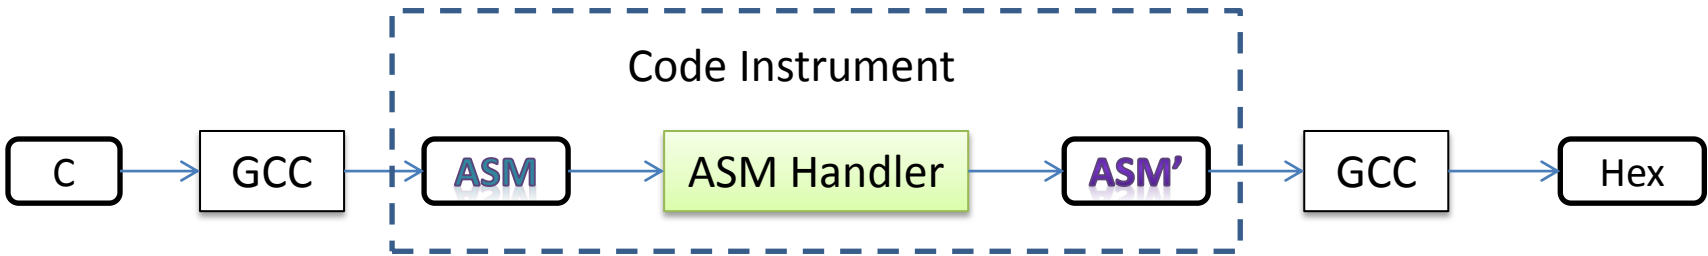 Code Instrument
C
GCC
ASM
ASM Handler
ASM’
GCC
Hex